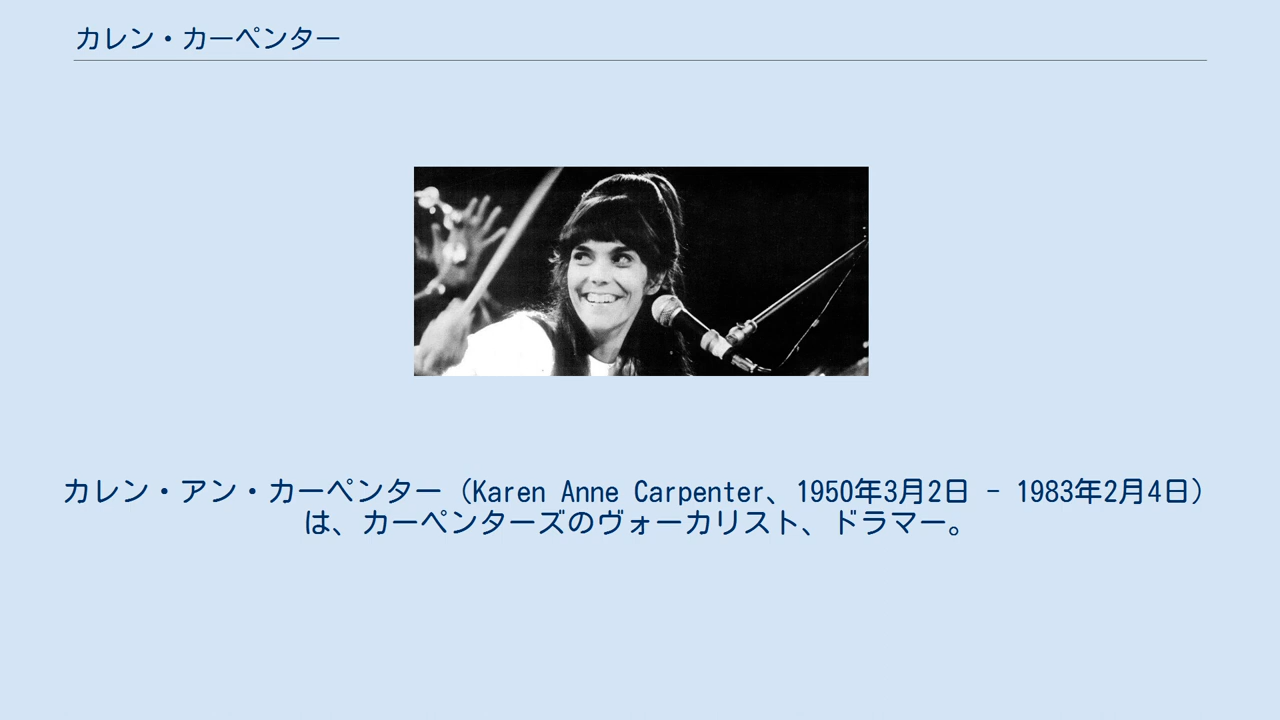 カレン・カーペンター
カレン・アン・カーペンター（Karen Anne Carpenter、1950年3月2日 - 1983年2月4日）
は、カーペンターズのヴォーカリスト、ドラマー。